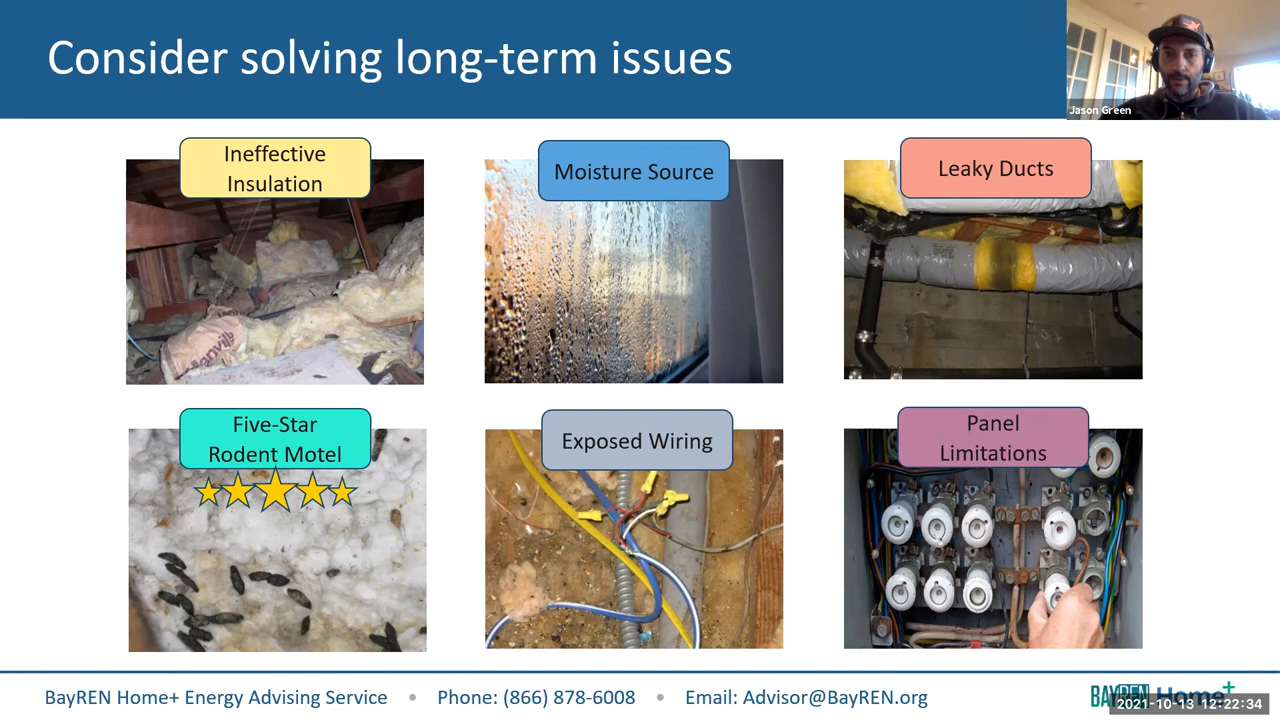 Consider solving long-term issues
Jason Green
Ineffective
Insulation
Moisture Source
Leaky Ducts
Manville
Five-Star
Rodent Motel
Exposed Wiring
Panel
Limitations
BayREN Home+ Energy Advising Service • Phone: (866) 878-6008 • Email: Advisor@BayREN.org
BAYREN Home+
2021-10-13 12:22:34